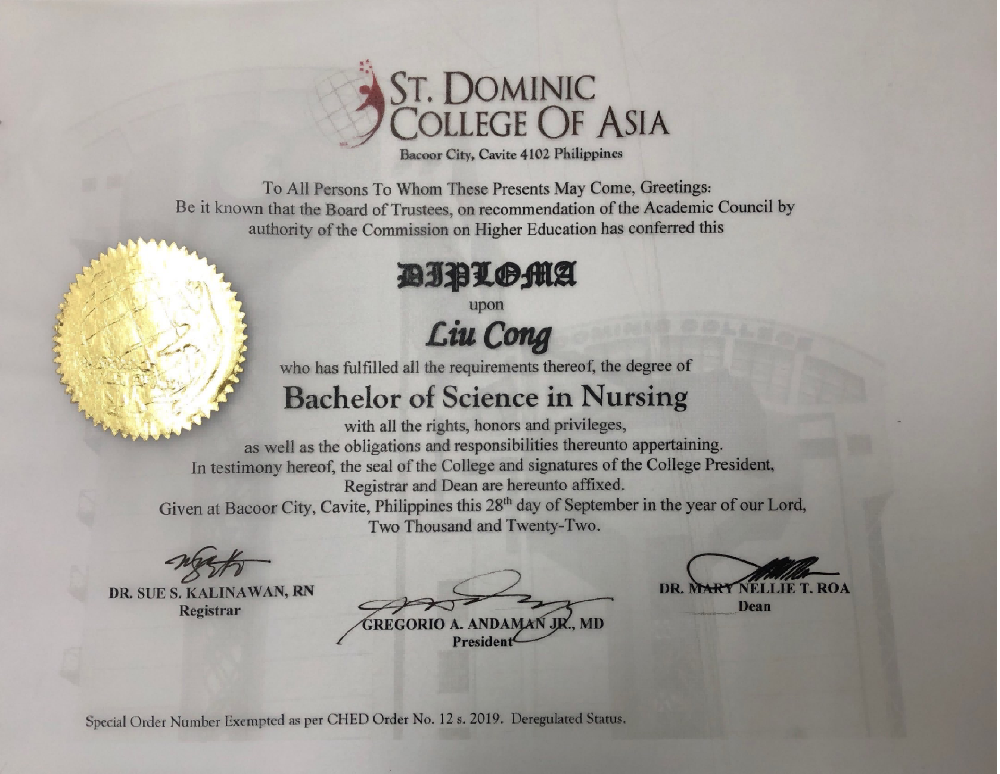 ST. DOMINIC
COLLEGE OF ASIA
Bacoor City, Cavite 4102 Philippines
To All Persons To Whom These Presents May Come, Greetings:
Be it known that the Board of Trustees, on recommendation of the Academic Council by
authority of the Commission on Higher Education has conferred this
DIPLOMA
upon
Liu Cong
who has fulfilled all the requirements thereof, the degree of
Bachelor of Science in Nursing
with all the rights, honors and privileges,
as well as the obligations and responsibilities thereunto appertaining.
In testimony hereof, the seal of the College and signatures of the College President,
Registrar and Dean are hereunto affixed.
Given at Bacoor City, Cavite, Philippines this 28th day of September in the year of our Lord,
Two Thousand and Twenty-Two.
DR. SUE S. KALINAWAN, RN
Registrar
GREGORIO A. ANDAMAN JR., MD
President
DR. MARY NELLIE T. ROA
Dean
Special Order Number Exempted as per CHED Order No. 12 s. 2019. Deregulated Status.